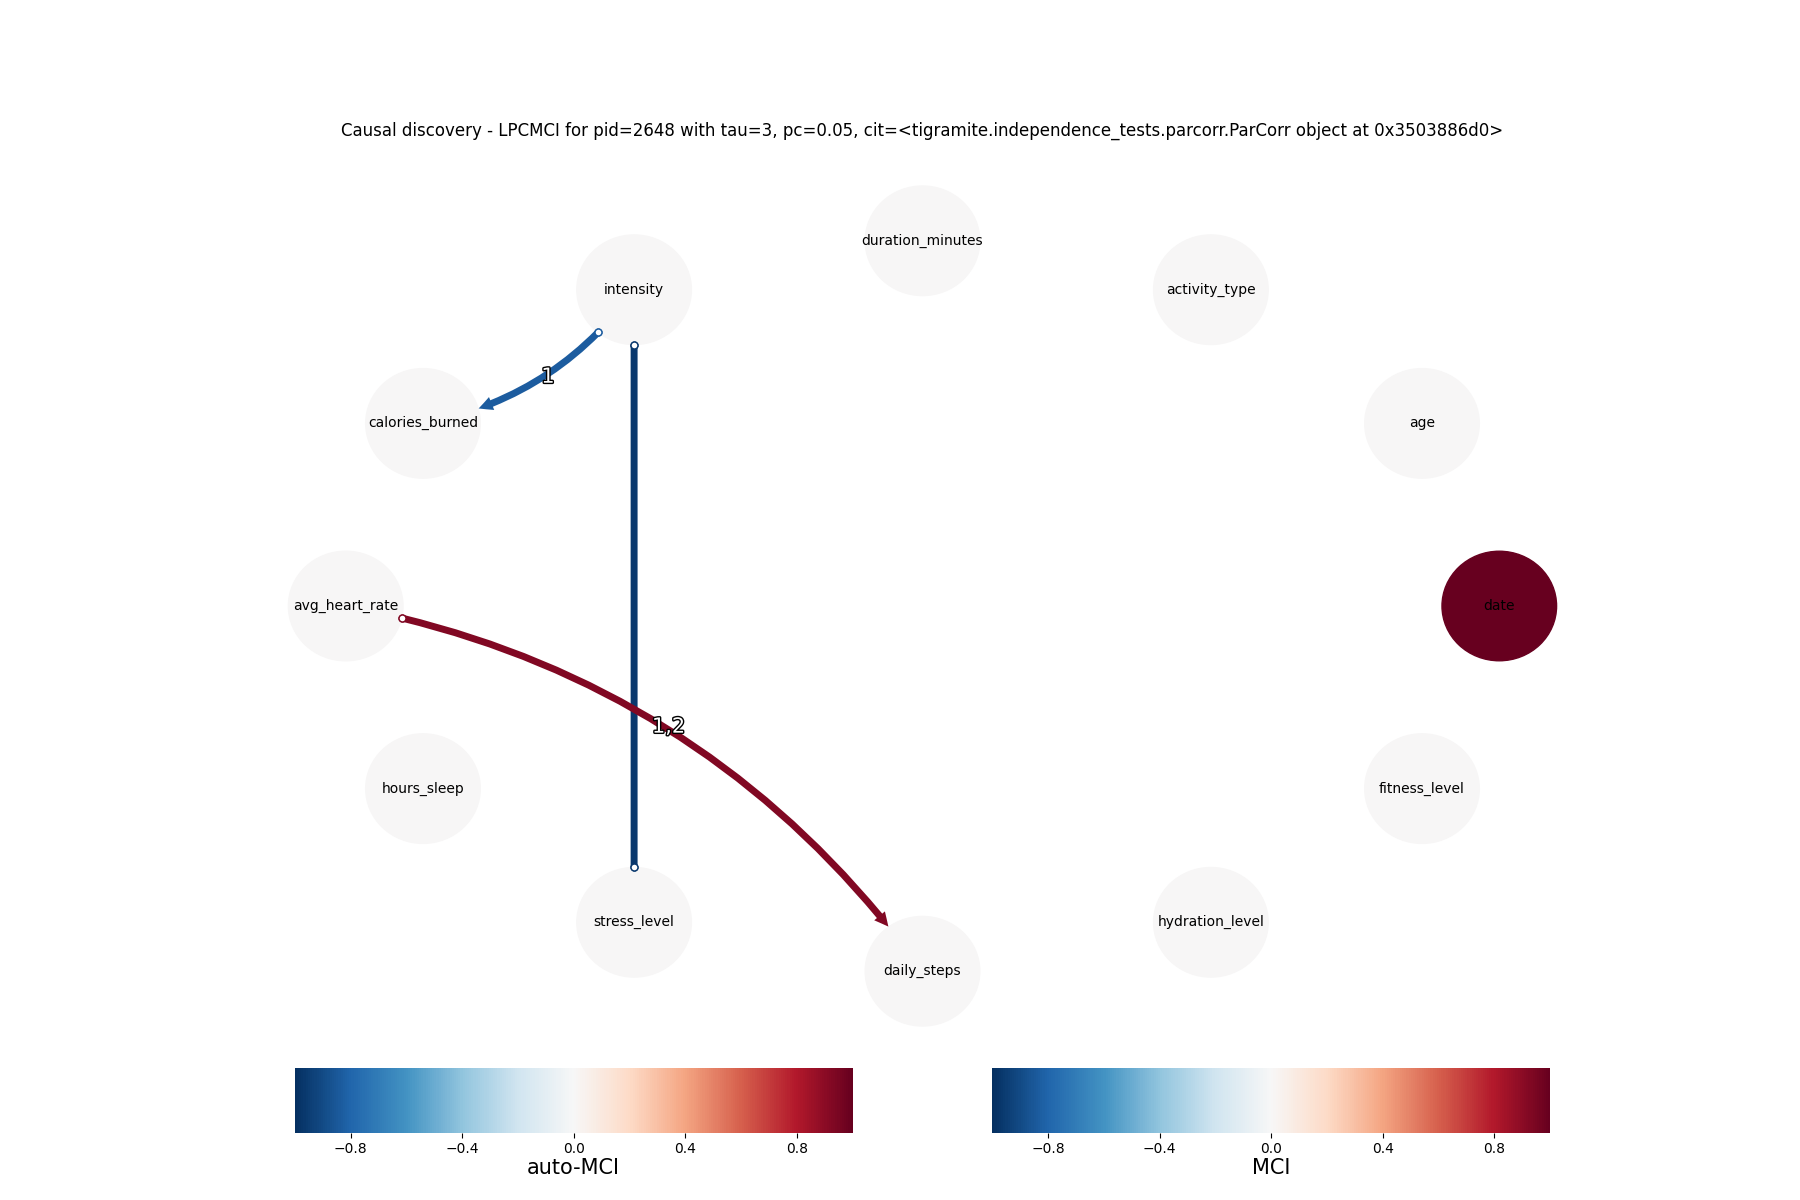 Causal discovery - LPCMCI for pid=2648 with tau=3, pc=0.05, cit=<tigramite.independence_tests.parcorr.ParCorr object at 0x3503886d0>
duration_minutes
intensity
activity_type
1
calories_burned
age
avg_heart_rate
date
1,2
hours_sleep
fitness_level
stress_level
hydration_level
daily_steps
−0.8 −0.4 0.0 0.4 0.8
auto-MCI
−0.8 −0.4 0.0 0.4 0.8
MCI